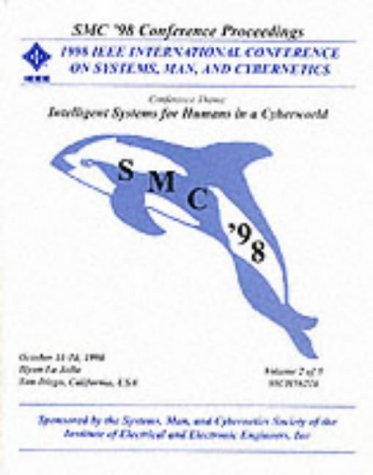 SMC '98 Conference Proceedings
IEEE
1998 IEEE INTERNATIONAL CONFERENCE
ON SYSTEMS, MAN, AND CYBERNETICS
Conference Theme:
Intelligent Systems for Humans in a Cyberworld
S M C '98
October 11-14, 1998
Hyatt La Jolla
San Diego, California, USA
Volume 2 of 5
Sponsored by the Systems, Man, and Cybernetics Society of the
Institute of Electrical and Electronic Engineers, Inc